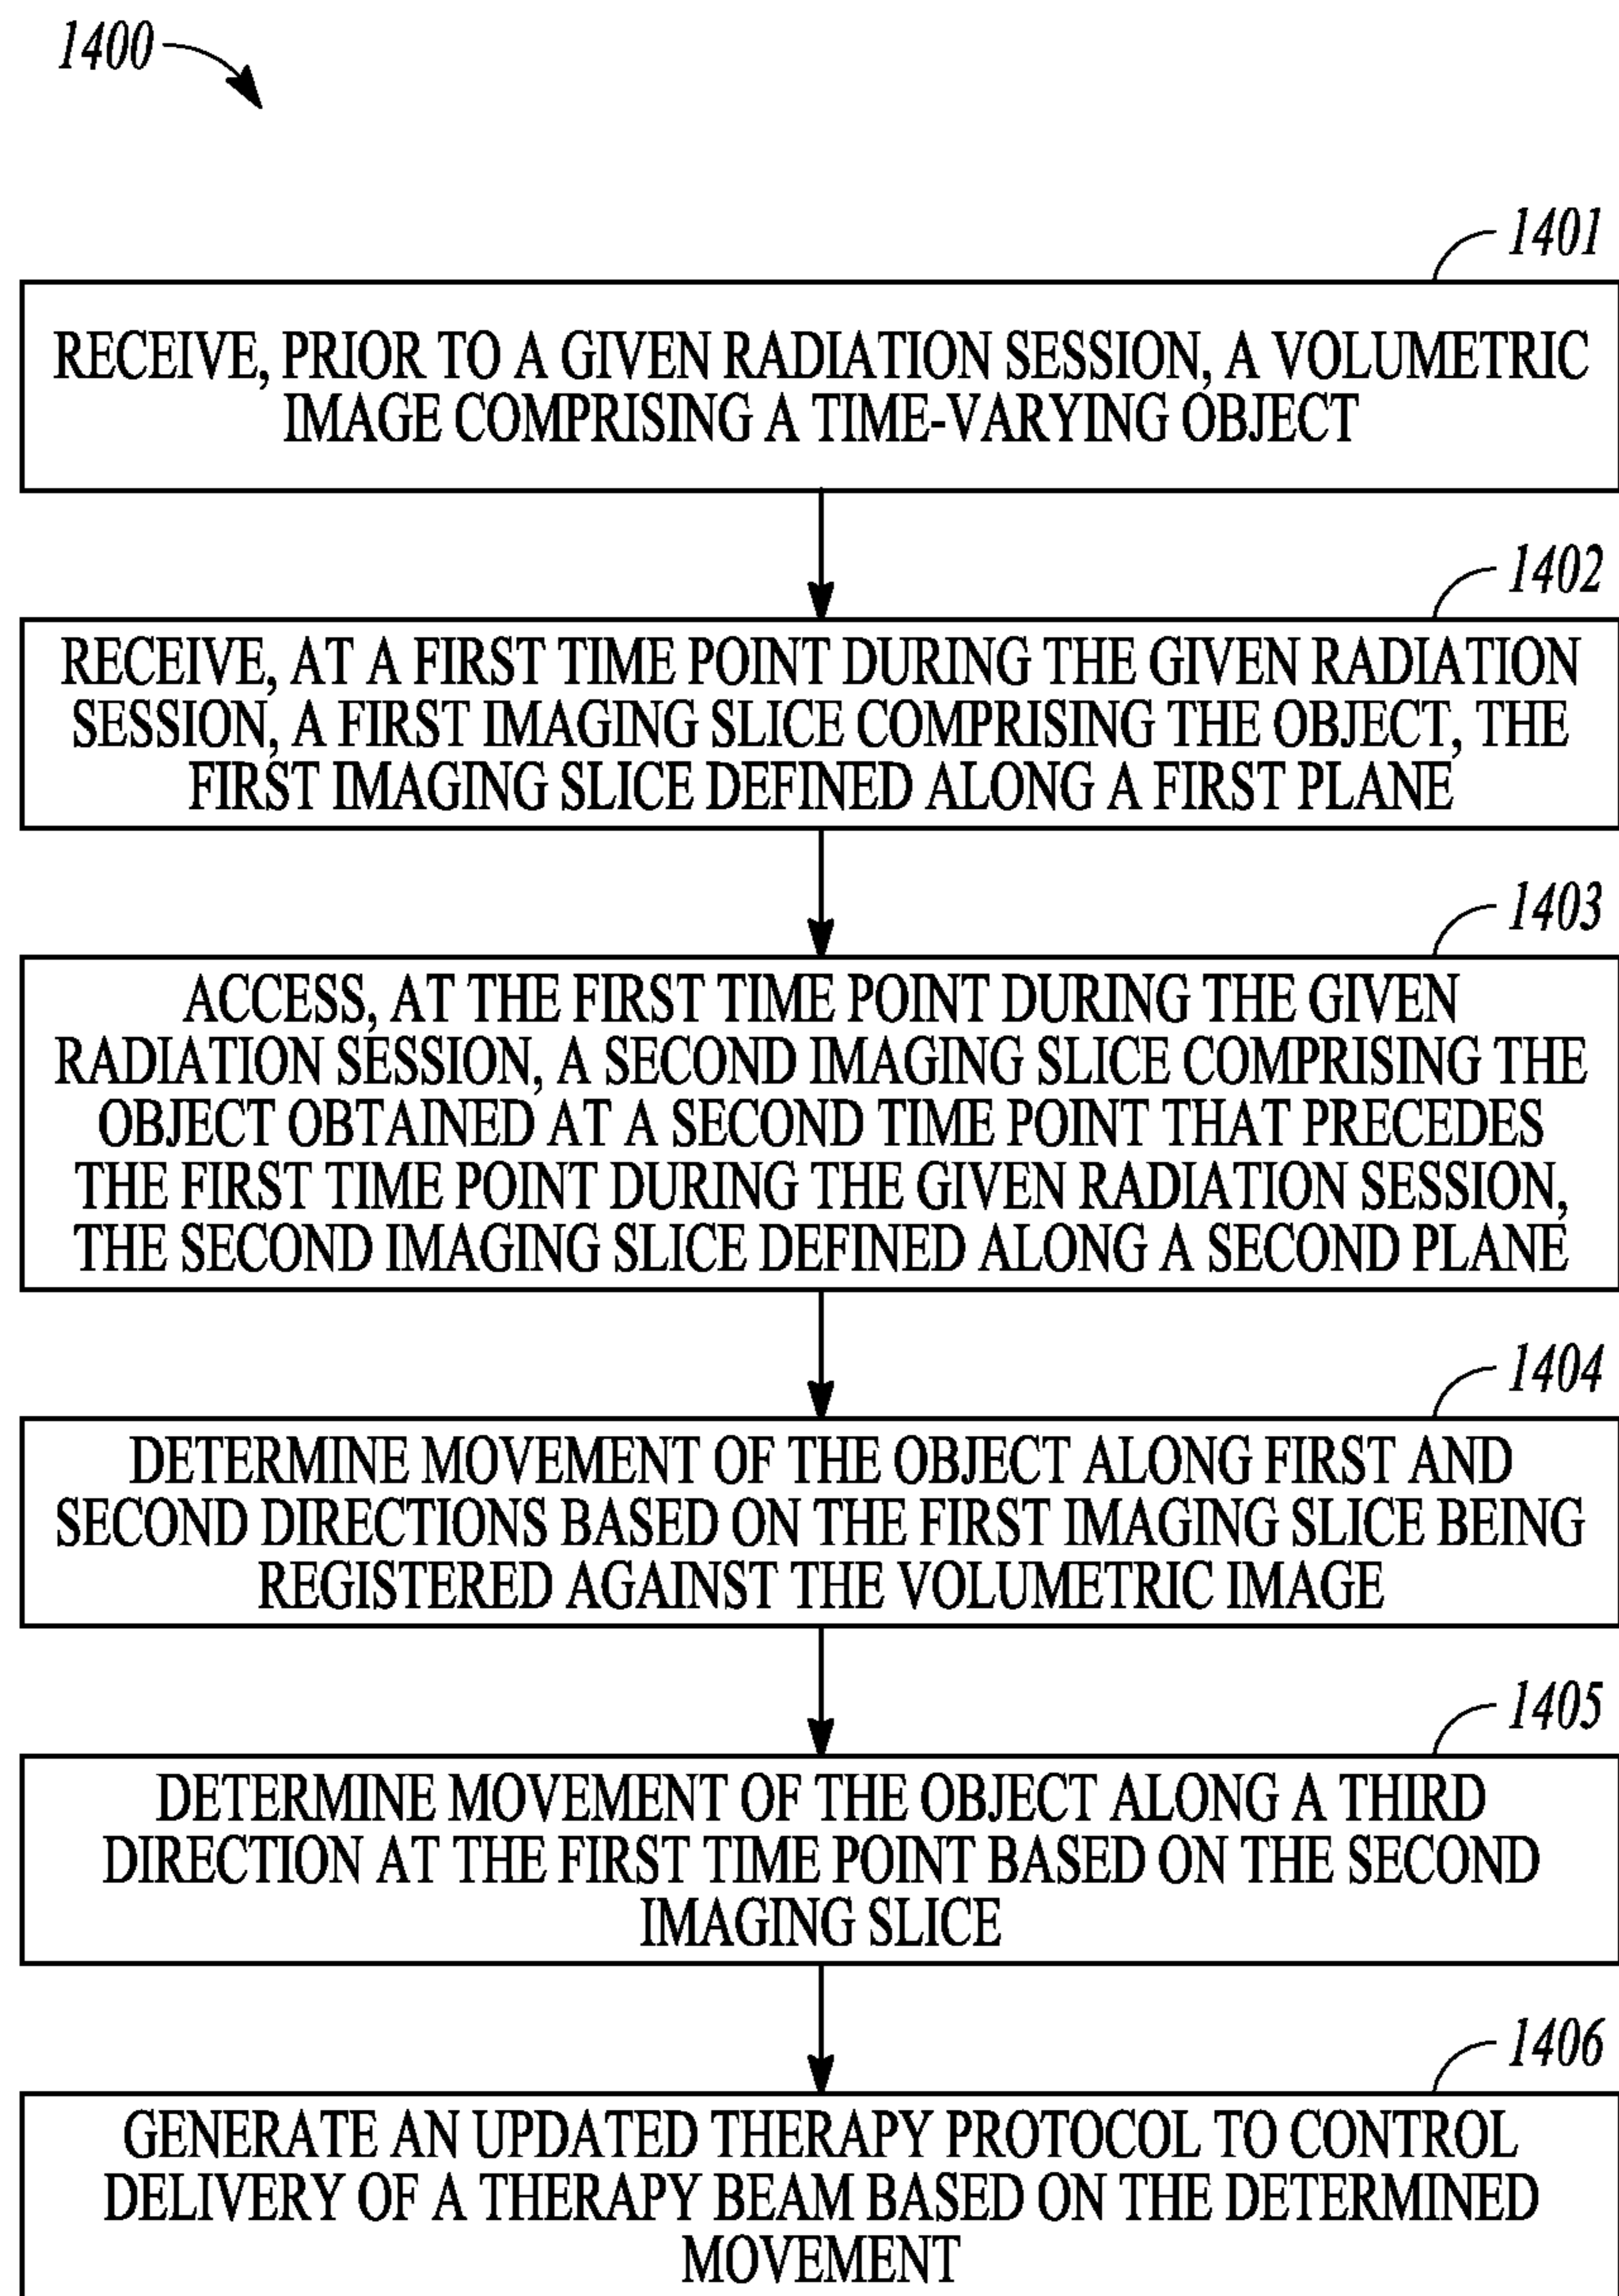 1400
1401
RECEIVE, PRIOR TO A GIVEN RADIATION SESSION, A VOLUMETRIC
IMAGE COMPRISING A TIME-VARYING OBJECT
1402
RECEIVE, AT A FIRST TIME POINT DURING THE GIVEN RADIATION
SESSION, A FIRST IMAGING SLICE COMPRISING THE OBJECT, THE
FIRST IMAGING SLICE DEFINED ALONG A FIRST PLANE
1403
ACCESS, AT THE FIRST TIME POINT DURING THE GIVEN
RADIATION SESSION, A SECOND IMAGING SLICE COMPRISING THE
OBJECT OBTAINED AT A SECOND TIME POINT THAT PRECEDES
THE FIRST TIME POINT DURING THE GIVEN RADIATION SESSION,
THE SECOND IMAGING SLICE DEFINED ALONG A SECOND PLANE
1404
DETERMINE MOVEMENT OF THE OBJECT ALONG FIRST AND
SECOND DIRECTIONS BASED ON THE FIRST IMAGING SLICE BEING
REGISTERED AGAINST THE VOLUMETRIC IMAGE
1405
DETERMINE MOVEMENT OF THE OBJECT ALONG A THIRD
DIRECTION AT THE FIRST TIME POINT BASED ON THE SECOND
IMAGING SLICE
1406
GENERATE AN UPDATED THERAPY PROTOCOL TO CONTROL
DELIVERY OF A THERAPY BEAM BASED ON THE DETERMINED
MOVEMENT